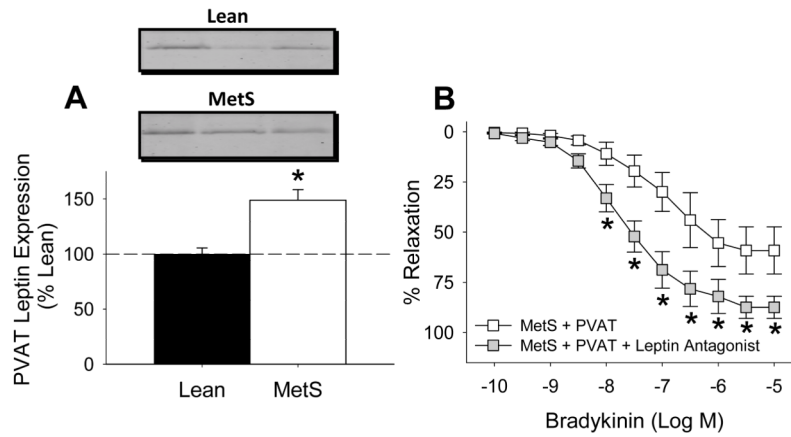 Lean
A
MetS
*
PVAT Leptin Expression
(% Lean)
150
100
50
0
Lean
MetS
B
% Relaxation
0
25
50
75
100
* * * * * * *
MetS + PVAT
MetS + PVAT + Leptin Antagonist
-10 -9 -8 -7 -6 -5
Bradykinin (Log M)